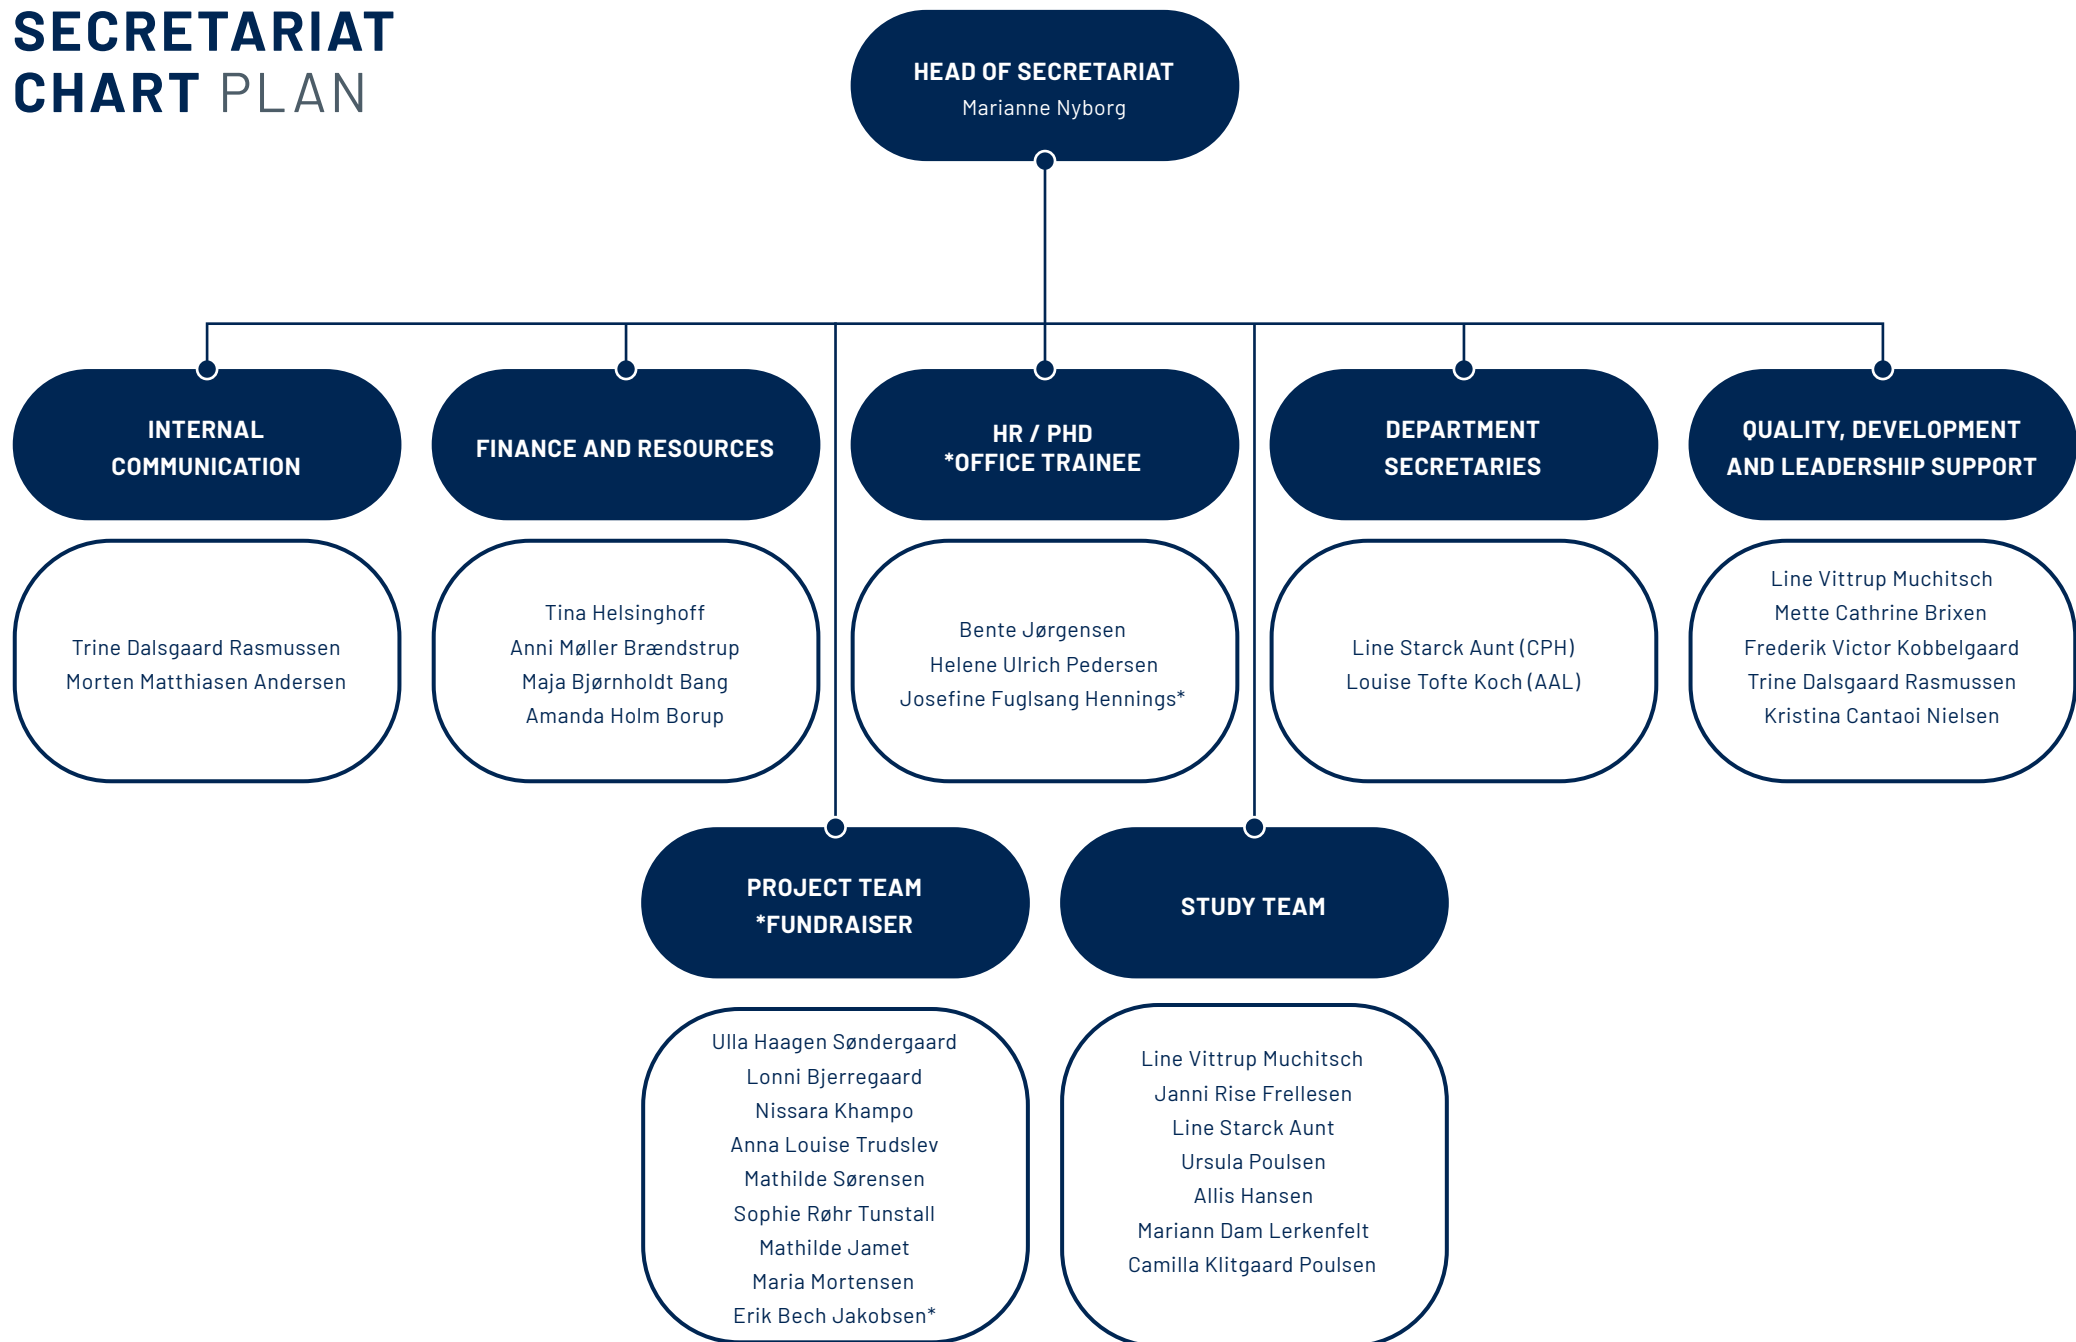 SECRETARIAT
CHART PLAN
HEAD OF SECRETARIAT
Marianne Nyborg
INTERNAL
COMMUNICATION
Trine Dalsgaard Rasmussen
Morten Matthiasen Andersen
FINANCE AND RESOURCES
Tina Helsinghoff
Anni Møller Brændstrup
Maja Bjørnholdt Bang
Amanda Holm Borup
HR / PHD
*OFFICE TRAINEE
Bente Jørgensen
Helene Ulrich Pedersen
Josefine Fuglsang Hennings*
DEPARTMENT
SECRETARIES
Line Starck Aunt (CPH)
Louise Tofte Koch (AAL)
QUALITY, DEVELOPMENT
AND LEADERSHIP SUPPORT
Line Vittrup Muchitsch
Mette Cathrine Brixen
Frederik Victor Kobbelgaard
Trine Dalsgaard Rasmussen
Kristina Cantaoi Nielsen
PROJECT TEAM
*FUNDRAISER
Ulla Haagen Søndergaard
Lonni Bjerregaard
Nissara Khampo
Anna Louise Trudslev
Mathilde Sørensen
Sophie Røhr Tunstall
Mathilde Jamet
Maria Mortensen
Erik Bech Jakobsen*
STUDY TEAM
Line Vittrup Muchitsch
Janni Rise Frellesen
Line Starck Aunt
Ursula Poulsen
Allis Hansen
Mariann Dam Lerkenfelt
Camilla Klitgaard Poulsen